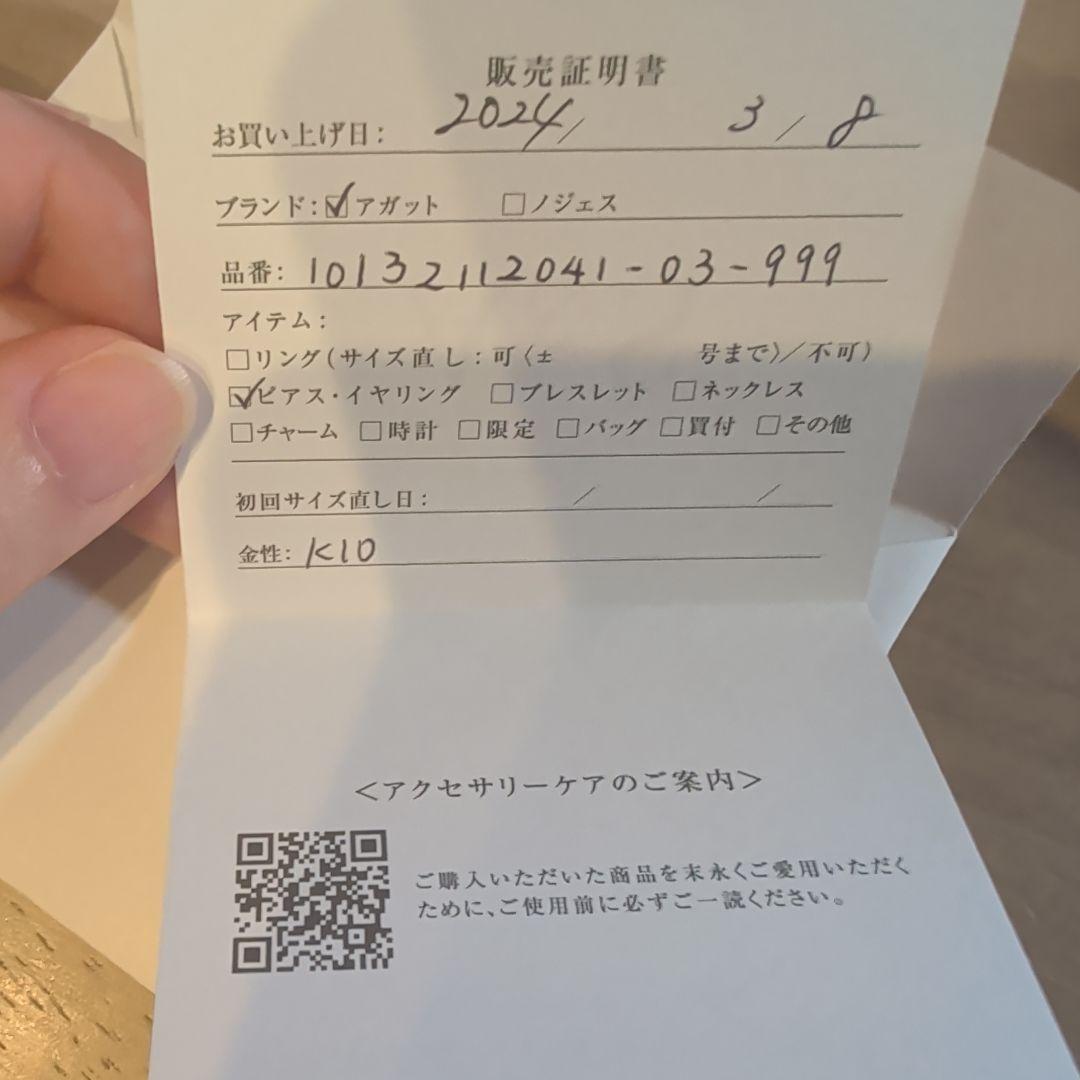 販売証明書
お買い上げ日: 2024/ 3/ 8
ブランド: ☑アガット □ノジェス
品番: 10132112041-03-999
アイテム:
□リング(サイズ直し:可〈± 号まで〉/不可)
☑ピアス・イヤリング □ブレスレット □ネックレス
□チャーム □時計 □限定 □バッグ □買付 □その他
初回サイズ直し日: / /
金性: K10
<アクセサリーケアのご案内>
ご購入いただいた商品を末永くご愛用いただく
ために、ご使用前に必ずご一読ください。